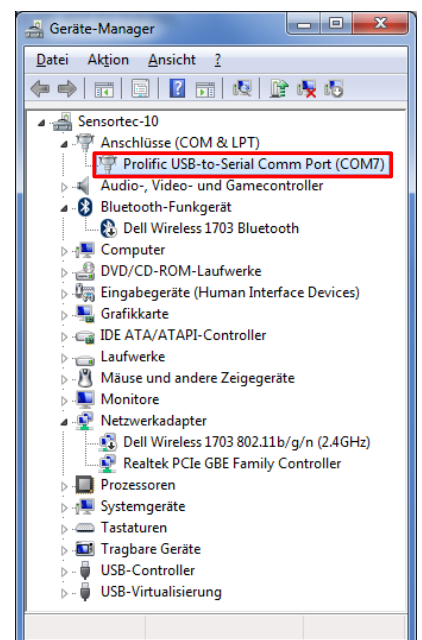 Geräte-Manager
Datei Aktion Ansicht ?
Sensortec-10
Anschlüsse (COM & LPT)
Prolific USB-to-Serial Comm Port (COM7)
Audio-, Video- und Gamecontroller
Bluetooth-Funkgerät
Dell Wireless 1703 Bluetooth
Computer
DVD/CD-ROM-Laufwerke
Eingabegeräte (Human Interface Devices)
Grafikkarte
IDE ATA/ATAPI-Controller
Laufwerke
Mäuse und andere Zeigegeräte
Monitore
Netzwerkadapter
Dell Wireless 1703 802.11b/g/n (2.4GHz)
Realtek PCIe GBE Family Controller
Prozessoren
Systemgeräte
Tastaturen
Tragbare Geräte
USB-Controller
USB-Virtualisierung